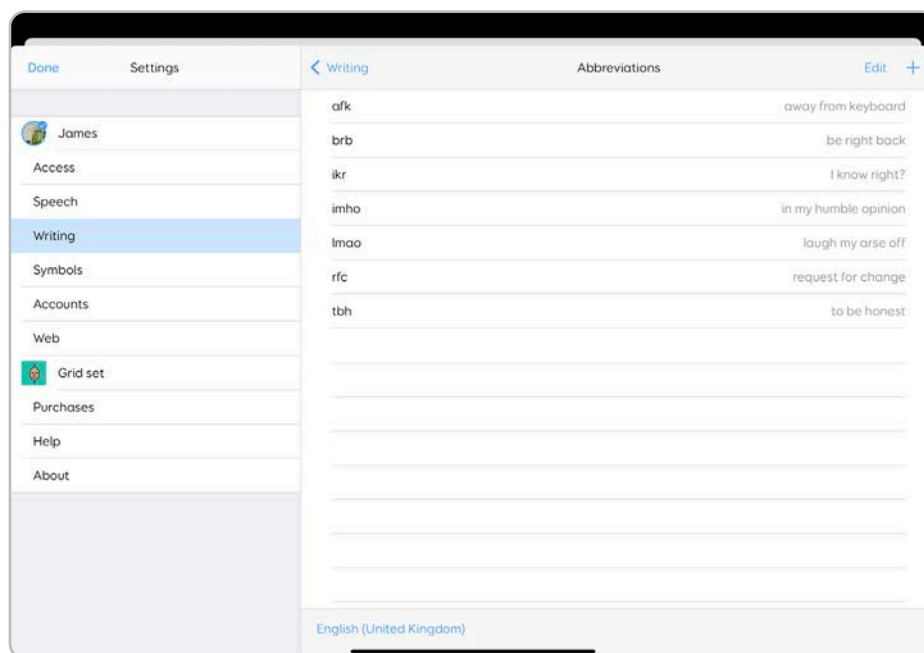 Done Settings
Writing Abbreviations Edit +
James
Access
Speech
Writing
Symbols
Accounts
Web
Grid set
Purchases
Help
About
afk away from keyboard
brb be right back
ikr I know right?
imho in my humble opinion
lmao laugh my arse off
rfc request for change
tbh to be honest
English (United Kingdom)